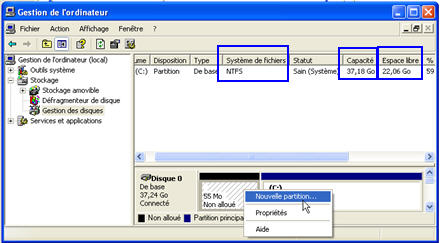 Gestion de l'ordinateur
Fichier Action Affichage Fenêtre ?
Gestion de l'ordinateur (local)
Outils système
Stockage
Stockage amovible
Défragmenteur de disque
Gestion des disques
Services et applications
ume Disposition Type Système de fichiers Statut Capacité Espace libre %
(C:) Partition De base NTFS Sain (Système) 37,18 Go 22,06 Go 59
Disque 0
De base
37,24 Go
Connecté
55 Mo
Non alloué
(C:)
Nouvelle partition...
Propriétés
Aide
Non alloué Partition principa